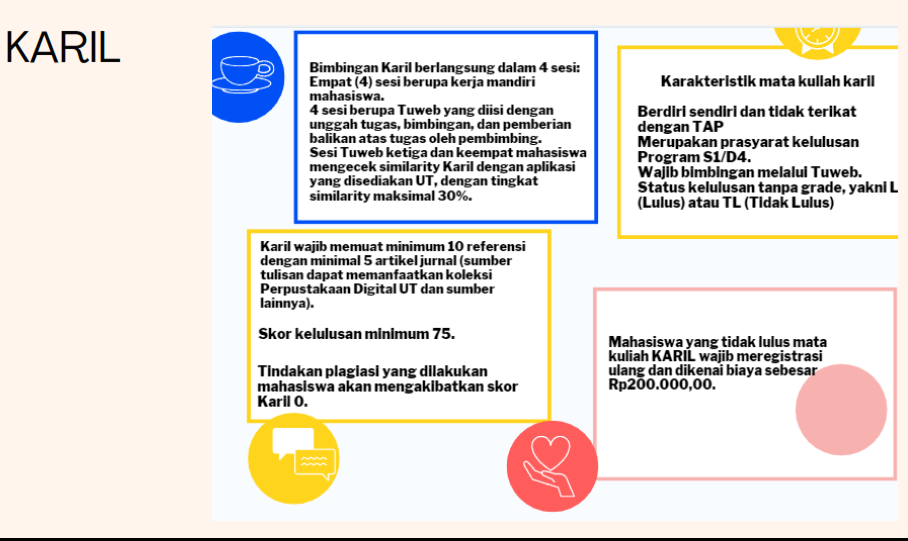 KARIL
Bimbingan Karil berlangsung dalam 4 sesi:
Empat (4) sesi berupa kerja mandiri
mahasiswa.
4 sesi berupa Tuweb yang diisi dengan
unggah tugas, bimbingan, dan pemberian
balikan atas tugas oleh pembimbing.
Sesi Tuweb ketiga dan keempat mahasiswa
mengecek similarity Karil dengan aplikasi
yang disediakan UT, dengan tingkat
similarity maksimal 30%.
Karakteristik mata kuliah karil
Berdiri sendiri dan tidak terikat
dengan TAP
Merupakan prasyarat kelulusan
Program S1/D4.
Wajib bimbingan melalui Tuweb.
Status kelulusan tanpa grade, yakni L
(Lulus) atau TL (Tidak Lulus)
Karil wajib memuat minimum 10 referensi
dengan minimal 5 artikel jurnal (sumber
tulisan dapat memanfaatkan koleksi
Perpustakaan Digital UT dan sumber
lainnya).
Skor kelulusan minimum 75.
Tindakan plagiasi yang dilakukan
mahasiswa akan mengakibatkan skor
Karil 0.
Mahasiswa yang tidak lulus mata
kuliah KARIL wajib meregistrasi
ulang dan dikenai biaya sebesar
Rp200.000,00.